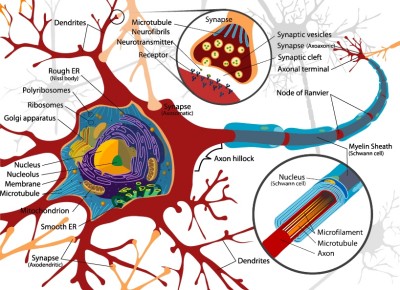 Dendrites
Microtubule
Neurofibrils
Neurotransmitter
Receptor
Synapse
Synaptic vesicles
Synapse (Axoaxonic)
Synaptic cleft
Axonal terminal
Rough ER
(Nissl body)
Polyribosomes
Ribosomes
Golgi apparatus
Synapse
(Axosomatic)
Node of Ranvier
Myelin Sheath
(Schwann cell)
Axon hillock
Nucleus
Nucleolus
Membrane
Microtubule
Mitochondrion
Smooth ER
Synapse
(Axodendritic)
Dendrites
Nucleus
(Schwann cell)
Microfilament
Microtubule
Axon